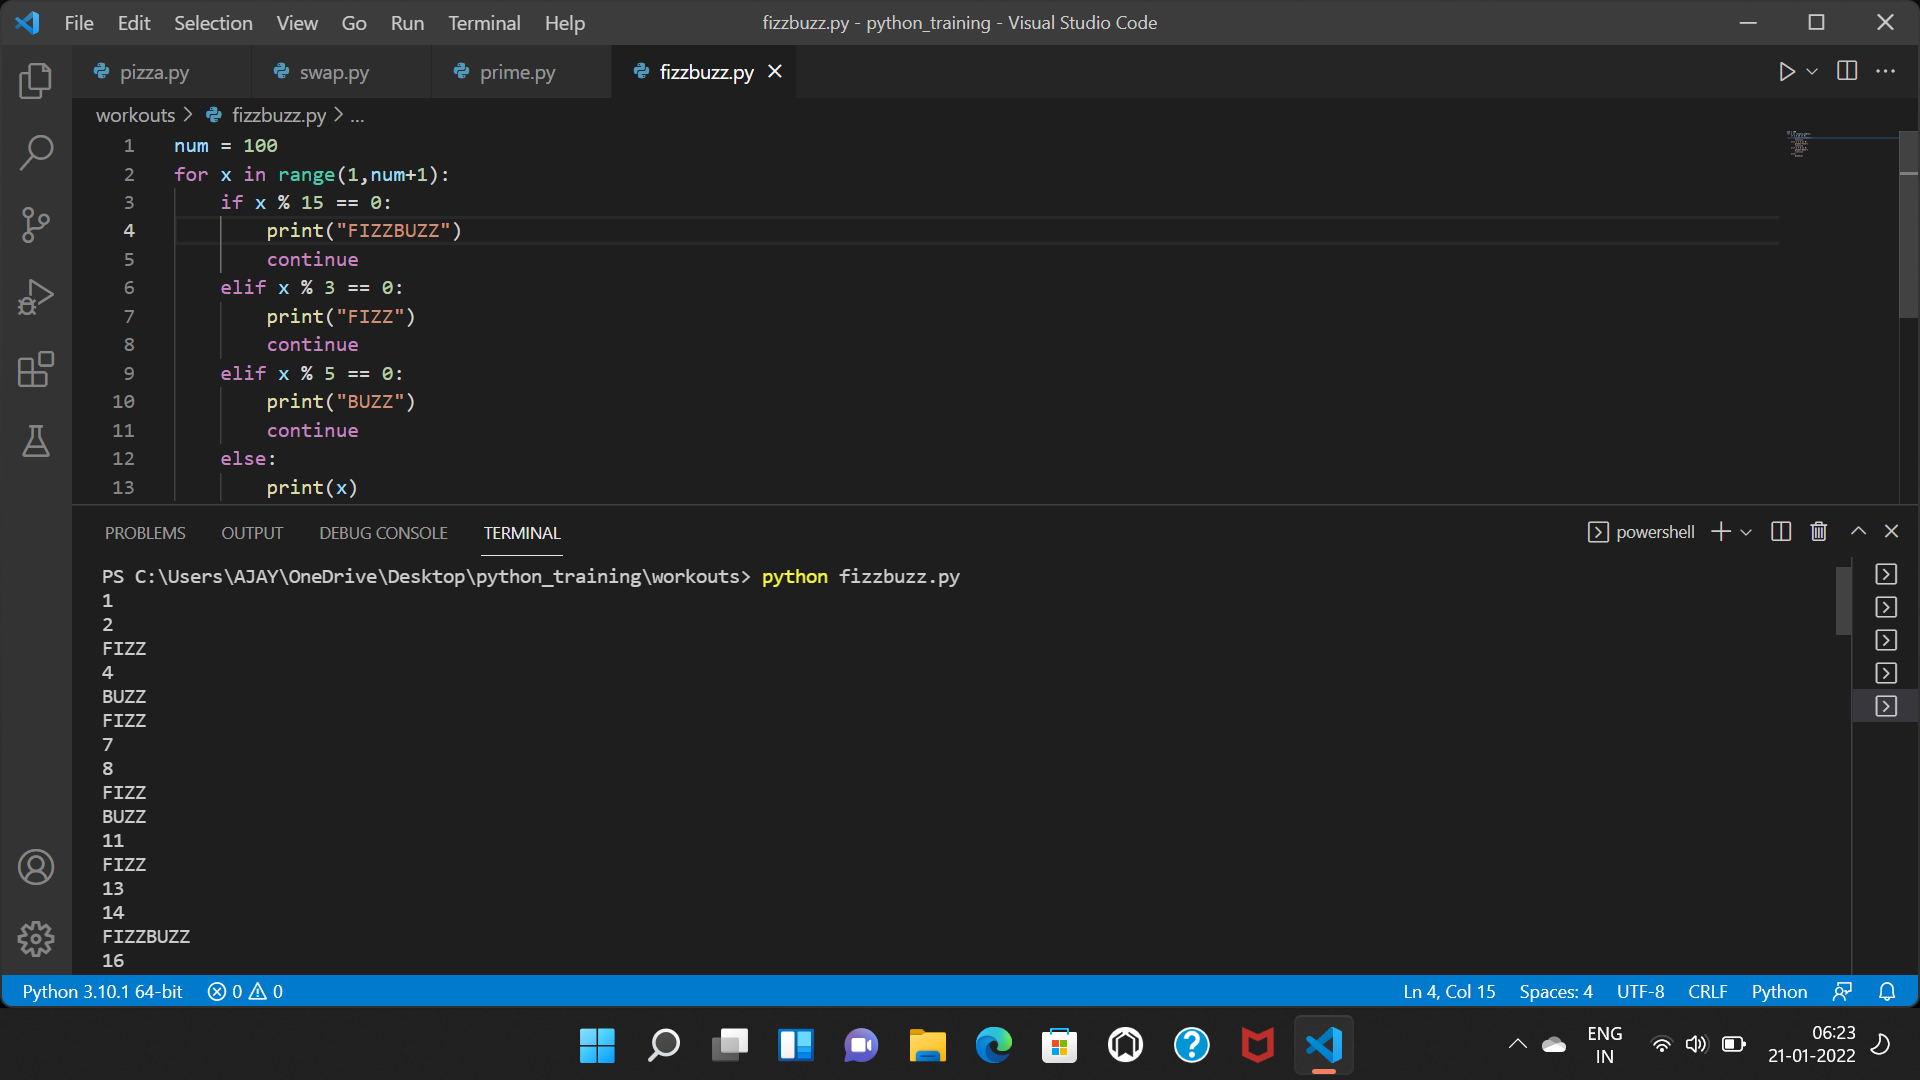 File Edit Selection View Go Run Terminal Help
fizzbuzz.py - python_training - Visual Studio Code
pizza.py swap.py prime.py fizzbuzz.py
workouts > fizzbuzz.py > ...
1 num = 100
2 for x in range(1,num+1):
3 if x % 15 == 0:
4 print("FIZZBUZZ")
5 continue
6 elif x % 3 == 0:
7 print("FIZZ")
8 continue
9 elif x % 5 == 0:
10 print("BUZZ")
11 continue
12 else:
13 print(x)
PROBLEMS OUTPUT DEBUG CONSOLE TERMINAL
powershell
PS C:\Users\AJAY\OneDrive\Desktop\python_training\workouts> python fizzbuzz.py
1
2
FIZZ
4
BUZZ
FIZZ
7
8
FIZZ
BUZZ
11
FIZZ
13
14
FIZZBUZZ
16
Python 3.10.1 64-bit 0 0
Ln 4, Col 15 Spaces: 4 UTF-8 CRLF Python
ENG
IN
06:23
21-01-2022